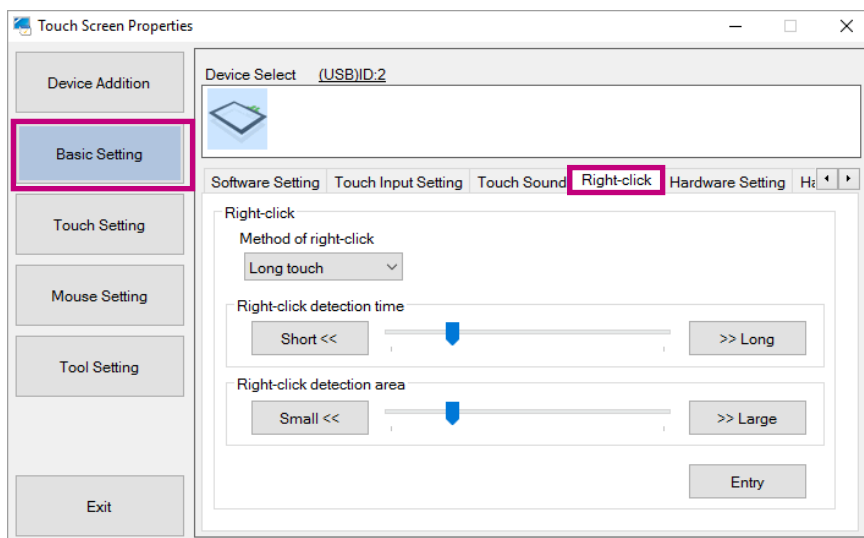 Touch Screen Properties
Device Addition
Basic Setting
Touch Setting
Mouse Setting
Tool Setting
Exit
Device Select (USB)ID:2
Software Setting Touch Input Setting Touch Sound Right-click Hardware Setting
Right-click
Method of right-click
Long touch
Right-click detection time
Short << >> Long
Right-click detection area
Small << >> Large
Entry